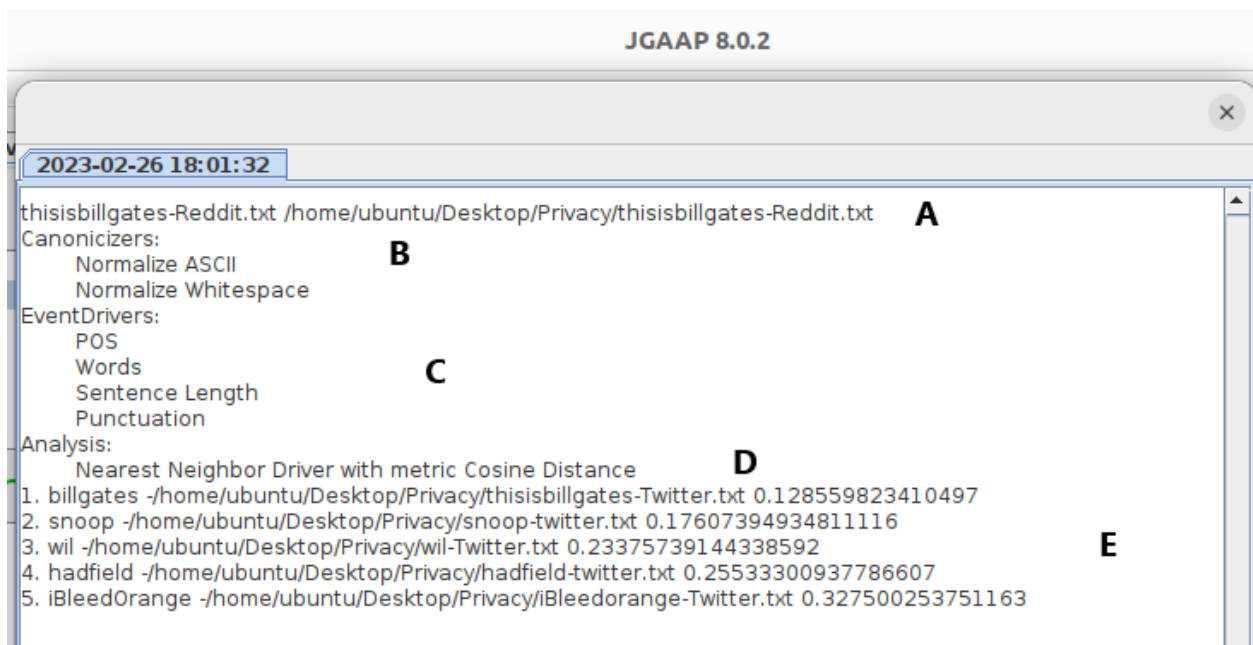 JGAAP 8.0.2
2023-02-26 18:01:32
thisisbillgates-Reddit.txt /home/ubuntu/Desktop/Privacy/thisisbillgates-Reddit.txt A
Canonicizers:
B
Normalize ASCII
Normalize Whitespace
EventDrivers:
POS
Words
C
Sentence Length
Punctuation
Analysis:
Nearest Neighbor Driver with metric Cosine Distance D
1. billgates -/home/ubuntu/Desktop/Privacy/thisisbillgates-Twitter.txt 0.128559823410497
2. snoop -/home/ubuntu/Desktop/Privacy/snoop-twitter.txt 0.17607394934811116
3. wil -/home/ubuntu/Desktop/Privacy/wil-Twitter.txt 0.23375739144338592 E
4. hadfield -/home/ubuntu/Desktop/Privacy/hadfield-twitter.txt 0.25533300937786607
5. iBleedOrange -/home/ubuntu/Desktop/Privacy/iBleedorange-Twitter.txt 0.327500253751163